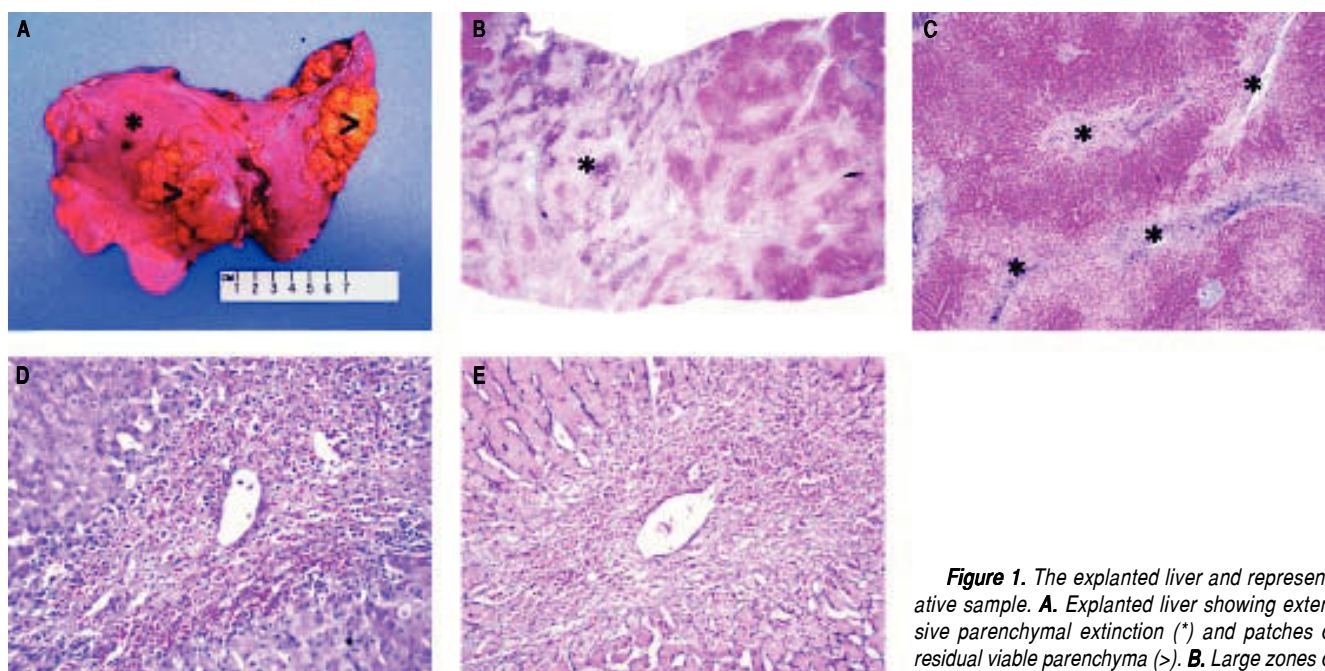 A
B
C
*
>
>
*
*
*
*
*
CM 1 2 3 4 5 6 7
D
E
Figure 1. The explanted liver and represen
ative sample. A. Explanted liver showing exten
sive parenchymal extinction (*) and patches o
residual viable parenchyma (>). B. Large zones o